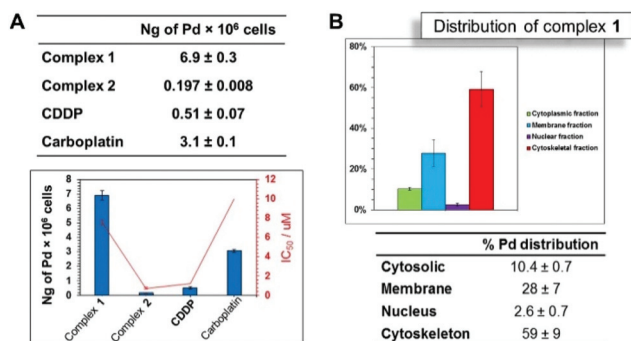 A
Ng of Pd × 10⁶ cells
Complex 1 6.9 ± 0.3
Complex 2 0.197 ± 0.008
CDDP 0.51 ± 0.07
Carboplatin 3.1 ± 0.1
Ng of Pd × 10⁶ cells
8
7
6
5
4
3
2
1
0
12
10
8
6
4
2
0
IC₅₀ / uM
Complex 1
Complex 2
CDDP
Carboplatin
B
Distribution of complex 1
80%
60%
40%
20%
0%
Cytoplasmic fraction
Membrane fraction
Nuclear fraction
Cytoskeletal fraction
% Pd distribution
Cytosolic 10.4 ± 0.7
Membrane 28 ± 7
Nucleus 2.6 ± 0.7
Cytoskeleton 59 ± 9